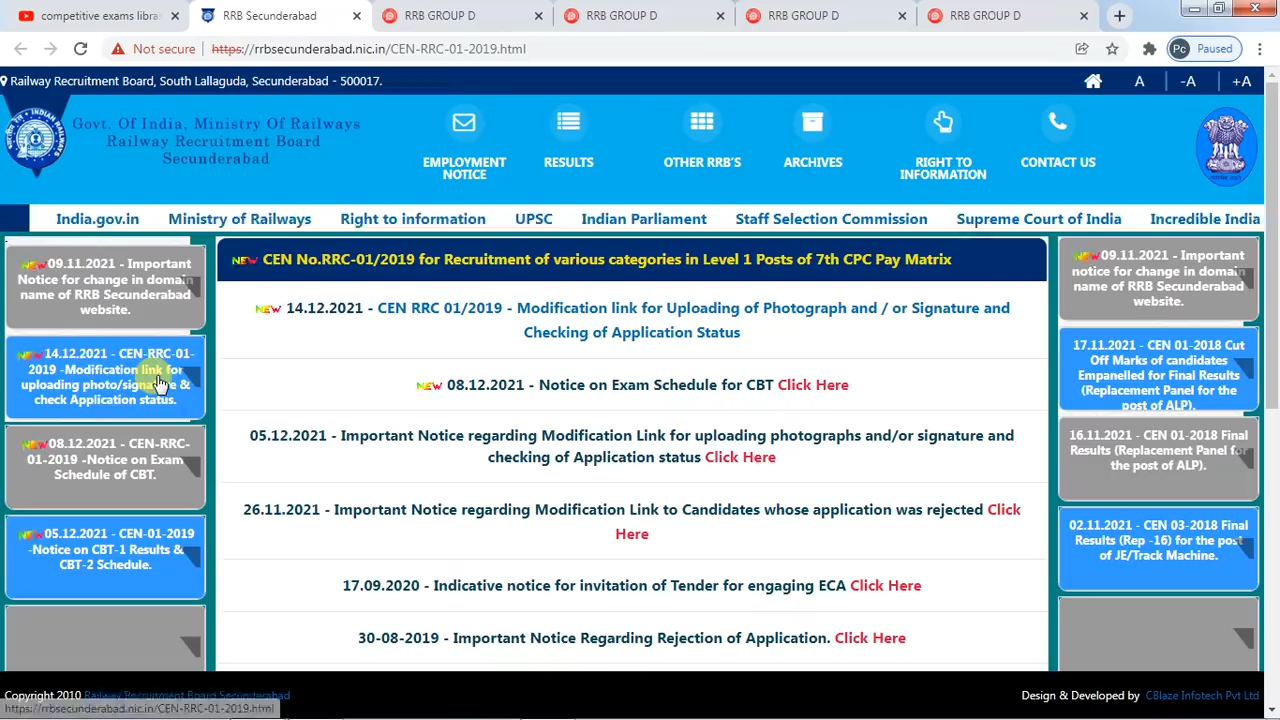 competitive exams libra
RRB Secunderabad
RRB GROUP D
RRB GROUP D
RRB GROUP D
RRB GROUP D
Not secure
https://rrbsecunderabad.nic.in/CEN-RRC-01-2019.html
Pc Paused
Railway Recruitment Board, South Lallaguda, Secunderabad - 500017.
A
-A
+A
Govt. Of India, Ministry Of Railways
Railway Recruitment Board
Secunderabad
EMPLOYMENT
NOTICE
RESULTS
OTHER RRB'S
ARCHIVES
RIGHT TO
INFORMATION
CONTACT US
India.gov.in
Ministry of Railways
Right to information
UPSC
Indian Parliament
Staff Selection Commission
Supreme Court of India
Incredible India
NEW 09.11.2021 - Important
Notice for change in domain
name of RRB Secunderabad
website.
NEW 14.12.2021 - CEN-RRC-01-
2019 -Modification link for
uploading photo/signature &
check Application status.
NEW 08.12.2021 - CEN-RRC-
01-2019 -Notice on Exam
Schedule of CBT.
NEW 05.12.2021 - CEN-01-2019
-Notice on CBT-1 Results &
CBT-2 Schedule.
NEW CEN No.RRC-01/2019 for Recruitment of various categories in Level 1 Posts of 7th CPC Pay Matrix
NEW 14.12.2021 - CEN RRC 01/2019 - Modification link for Uploading of Photograph and / or Signature and
Checking of Application Status
NEW 08.12.2021 - Notice on Exam Schedule for CBT Click Here
05.12.2021 - Important Notice regarding Modification Link for uploading photographs and/or signature and
checking of Application status Click Here
26.11.2021 - Important Notice regarding Modification Link to Candidates whose application was rejected Click
Here
17.09.2020 - Indicative notice for invitation of Tender for engaging ECA Click Here
30-08-2019 - Important Notice Regarding Rejection of Application. Click Here
NEW 09.11.2021 - Important
notice for change in domain
name of RRB Secunderabad
website.
17.11.2021 - CEN 01-2018 Cut
Off Marks of candidates
Empanelled for Final Results
(Replacement Panel for the
post of ALP).
16.11.2021 - CEN 01-2018 Final
Results (Replacement Panel for
the post of ALP).
02.11.2021 - CEN 03-2018 Final
Results (Rep -16) for the post
of JE/Track Machine.
Copyright 2010 Railway Recruitment Board Secunderabad
Design & Developed by CBlaze Infotech Pvt Ltd
https://rrbsecunderabad.nic.in/CEN-RRC-01-2019.html